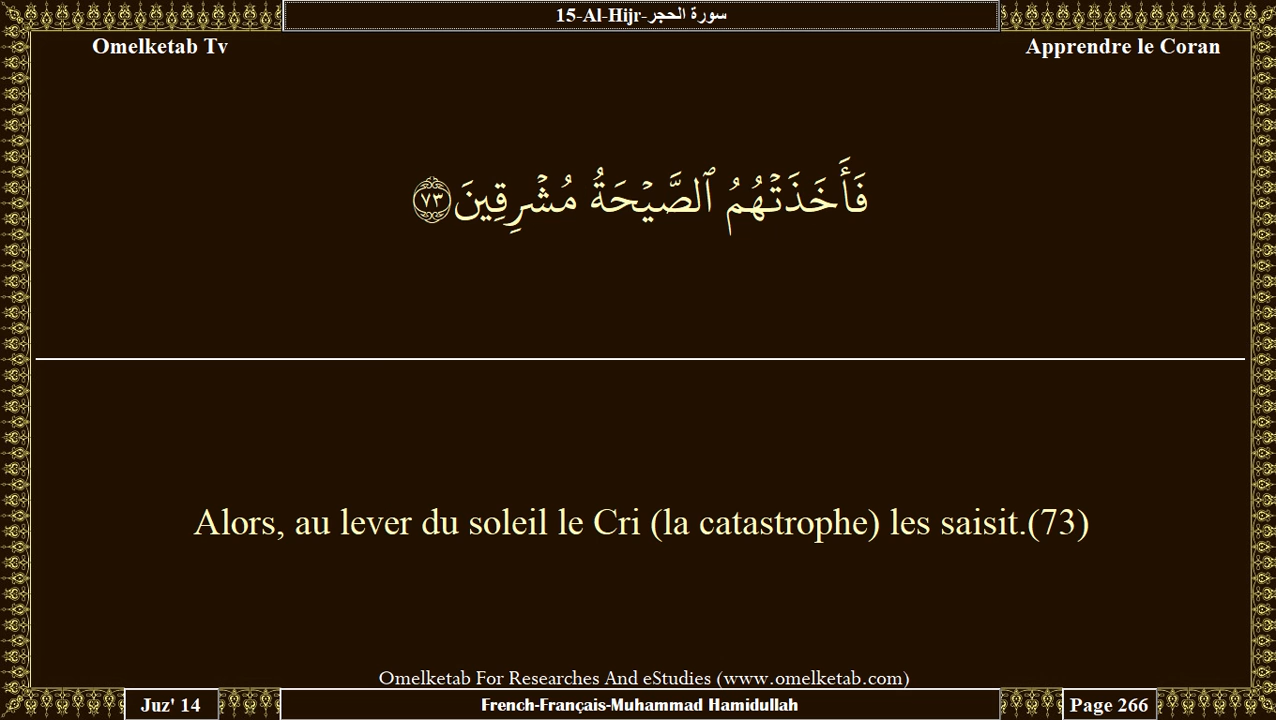 15-Al-Hijr-سورة الحجر
Omelketab Tv
Apprendre le Coran
فَأَخَذَتْهُمُ ٱلصَّيْحَةُ مُشْرِقِينَ ٧٣
Alors, au lever du soleil le Cri (la catastrophe) les saisit.(73)
Omelketab For Researches And eStudies (www.omelketab.com)
Juz' 14
French-Français-Muhammad Hamidullah
Page 266